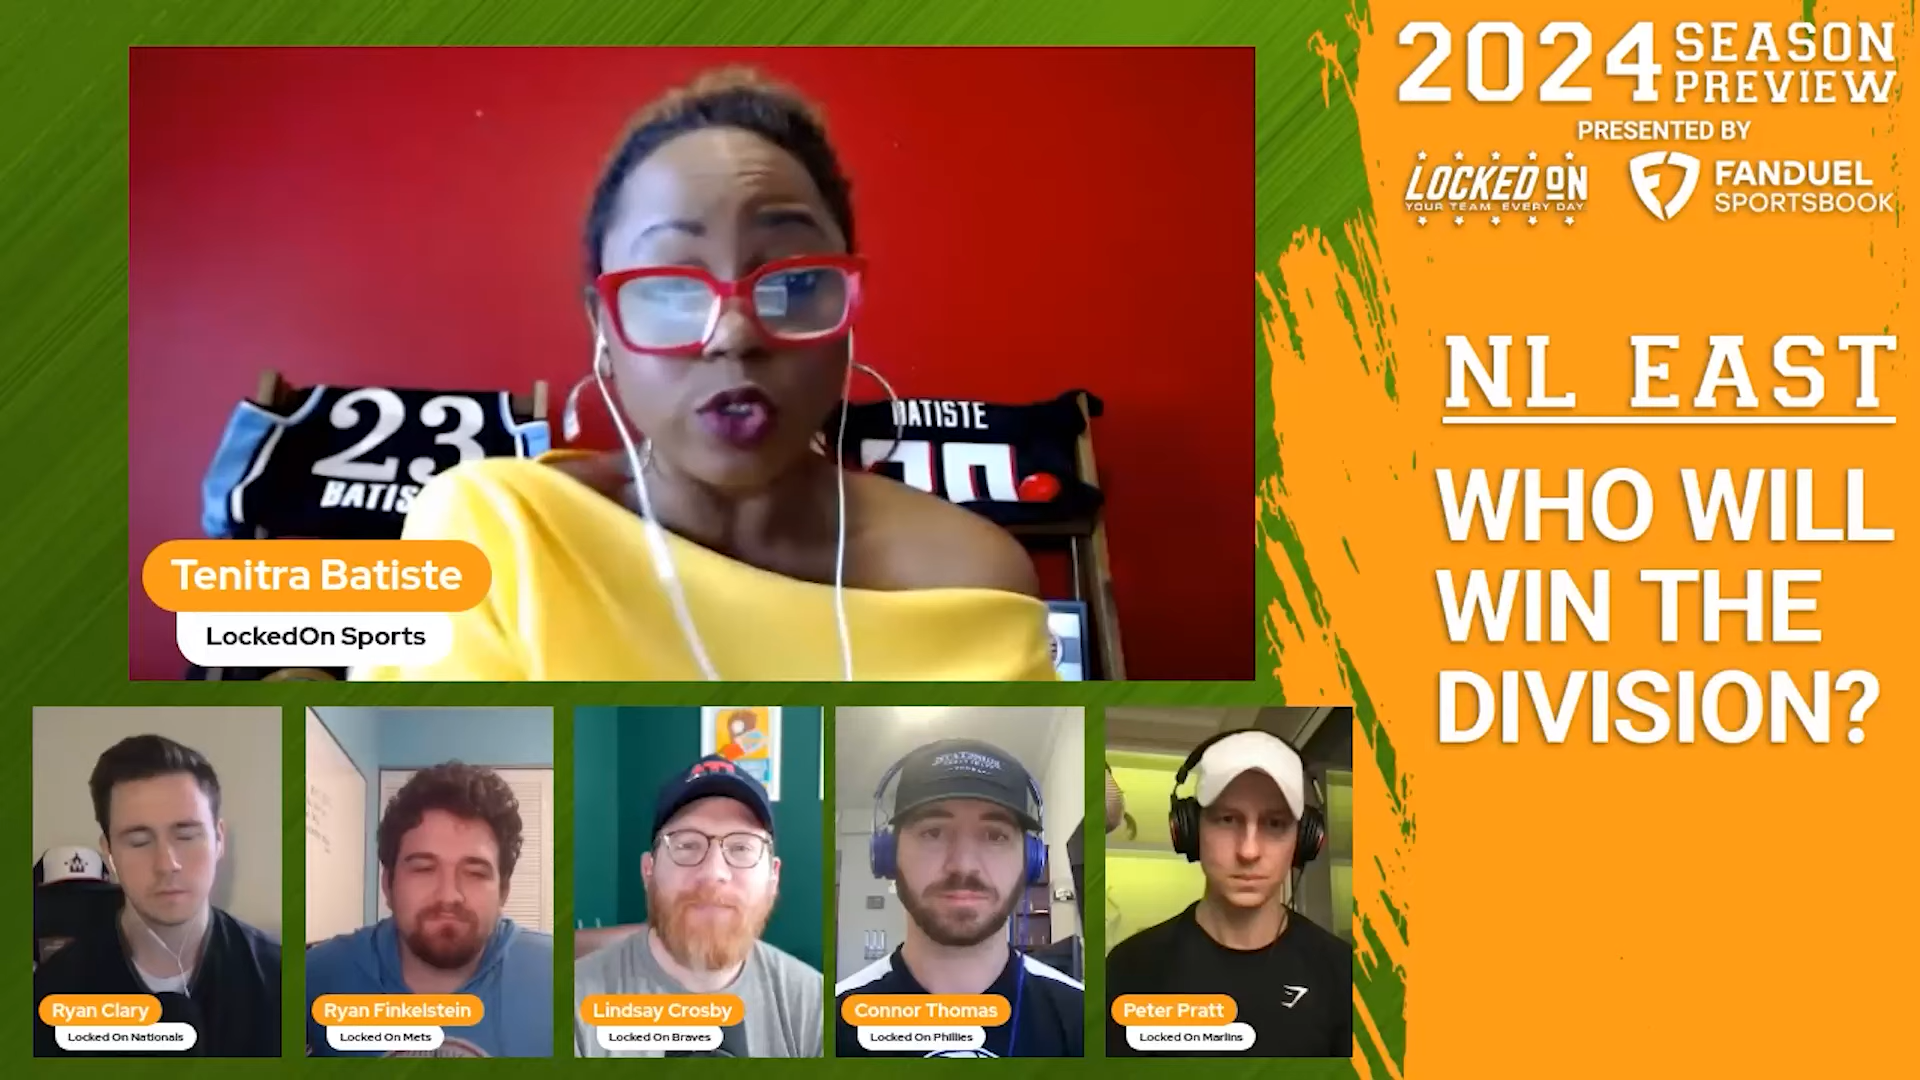 2024 SEASON PREVIEW
PRESENTED BY
LOCKED ON
YOUR TEAM. EVERY DAY.
FANDUEL
SPORTSBOOK
NL EAST
WHO WILL
WIN THE
DIVISION?
23
BATIS
BATISTE
Tenitra Batiste
LockedOn Sports
Ryan Clary
Locked On Nationals
Ryan Finkelstein
Locked On Mets
Lindsay Crosby
Locked On Braves
Connor Thomas
Locked On Phillies
Peter Pratt
Locked On Marlins